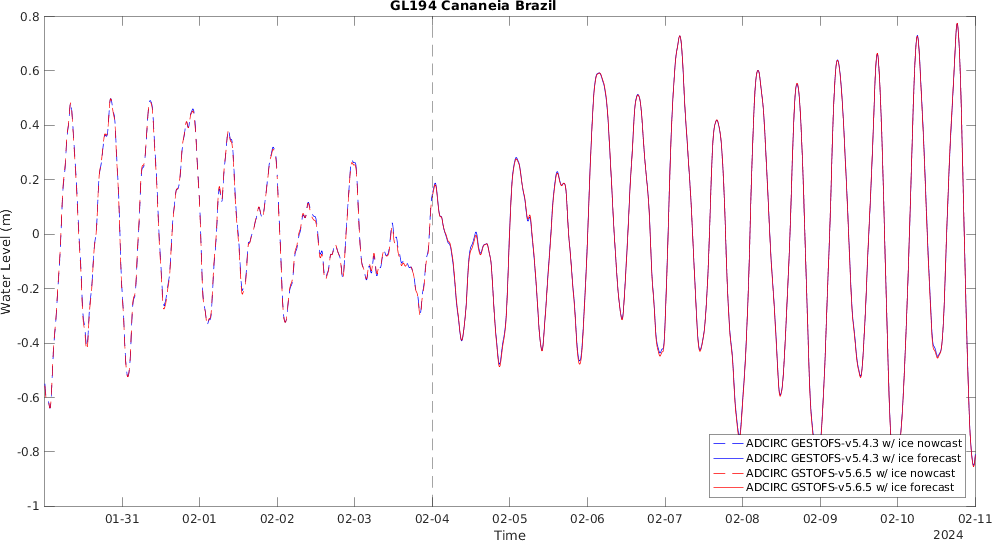 GL194 Cananeia Brazil
0.8
0.6
0.4
0.2
0
-0.2
-0.4
-0.6
-0.8
-1
Water Level (m)
ADCIRC GESTOFS-v5.4.3 w/ ice nowcast
ADCIRC GESTOFS-v5.4.3 w/ ice forecast
ADCIRC GSTOFS-v5.6.5 w/ ice nowcast
ADCIRC GSTOFS-v5.6.5 w/ ice forecast
01-31 02-01 02-02 02-03 02-04 02-05 02-06 02-07 02-08 02-09 02-10 02-11
Time
2024